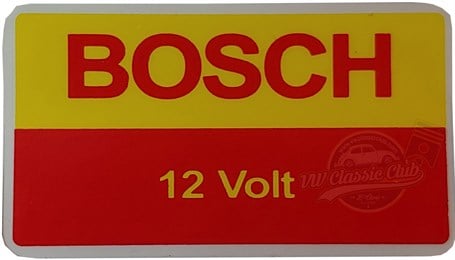 BOSCH
12 Volt
VW Classic Club